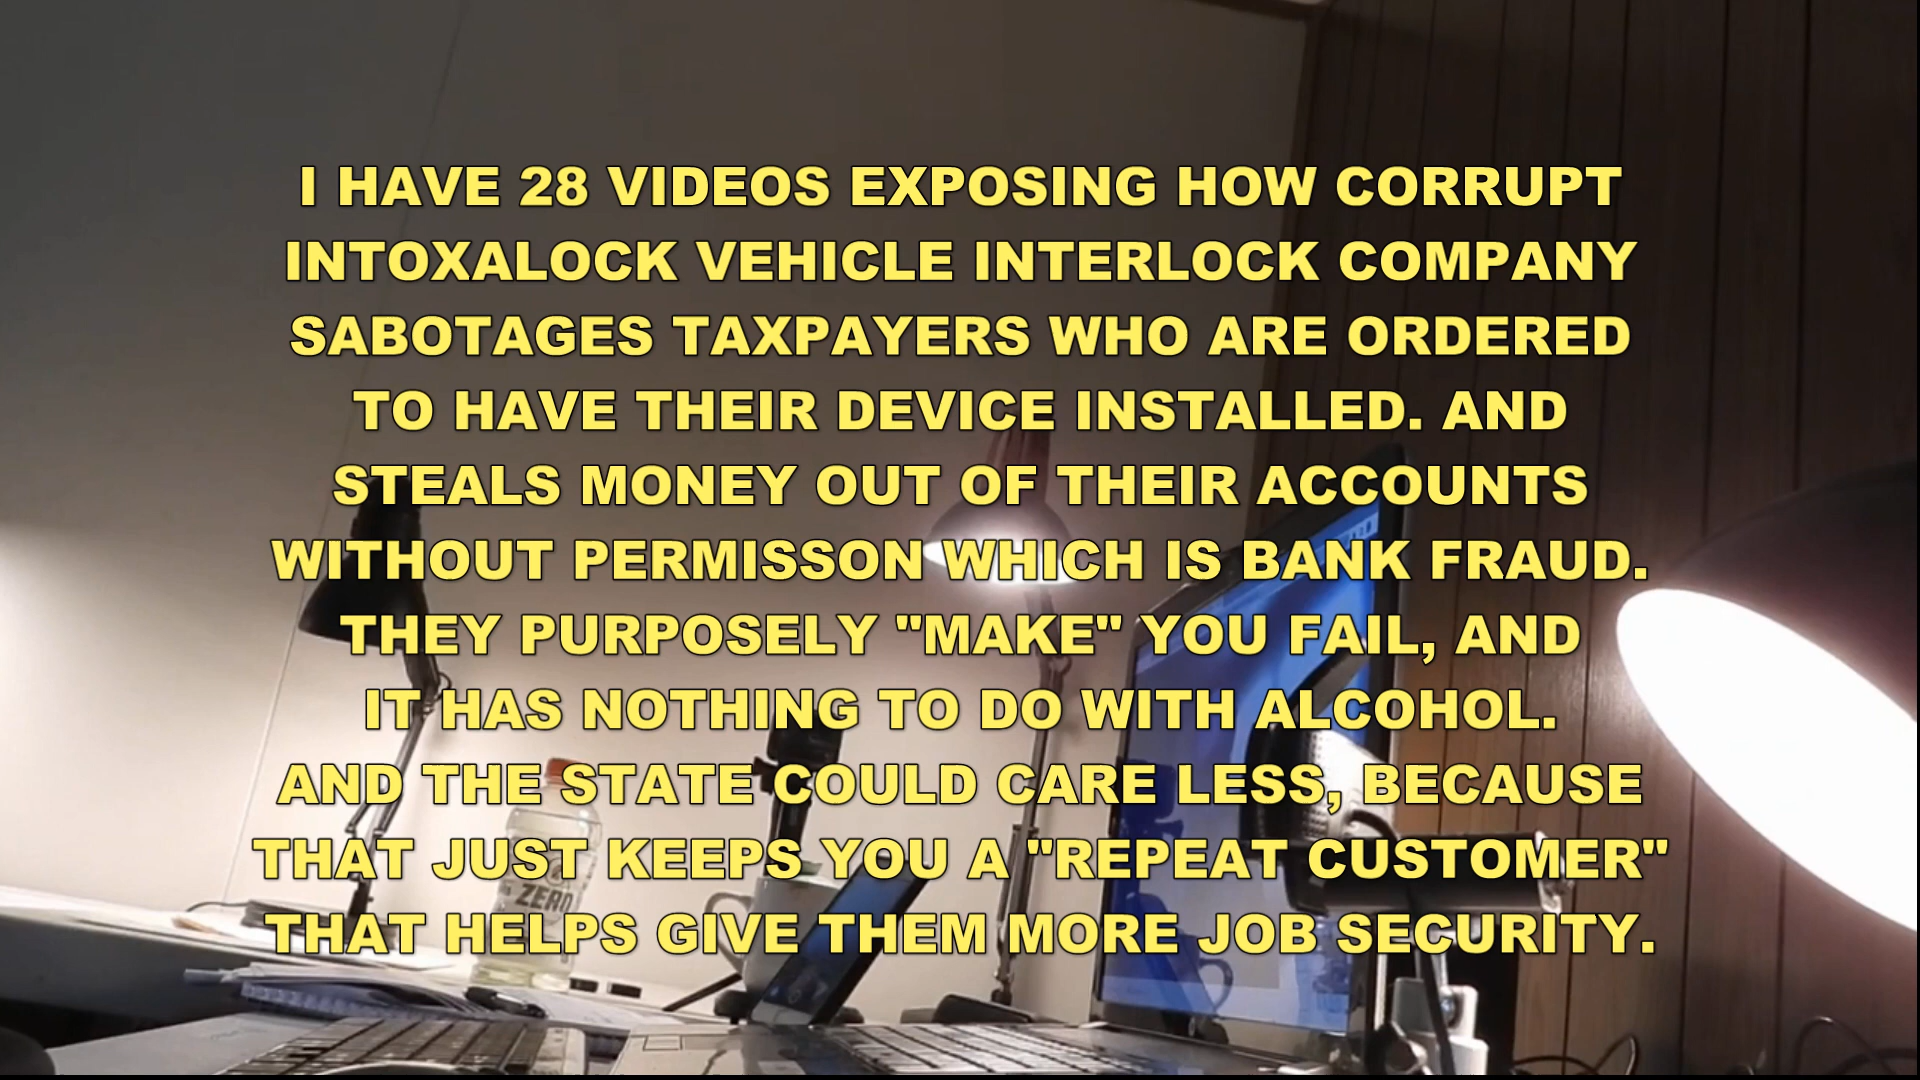 I HAVE 28 VIDEOS EXPOSING HOW CORRUPT
INTOXALOCK VEHICLE INTERLOCK COMPANY
SABOTAGES TAXPAYERS WHO ARE ORDERED
TO HAVE THEIR DEVICE INSTALLED. AND
STEALS MONEY OUT OF THEIR ACCOUNTS
WITHOUT PERMISSON WHICH IS BANK FRAUD.
THEY PURPOSELY "MAKE" YOU FAIL, AND
IT HAS NOTHING TO DO WITH ALCOHOL.
AND THE STATE COULD CARE LESS, BECAUSE
THAT JUST KEEPS YOU A "REPEAT CUSTOMER"
ZERO
THAT HELPS GIVE THEM MORE JOB SECURITY.